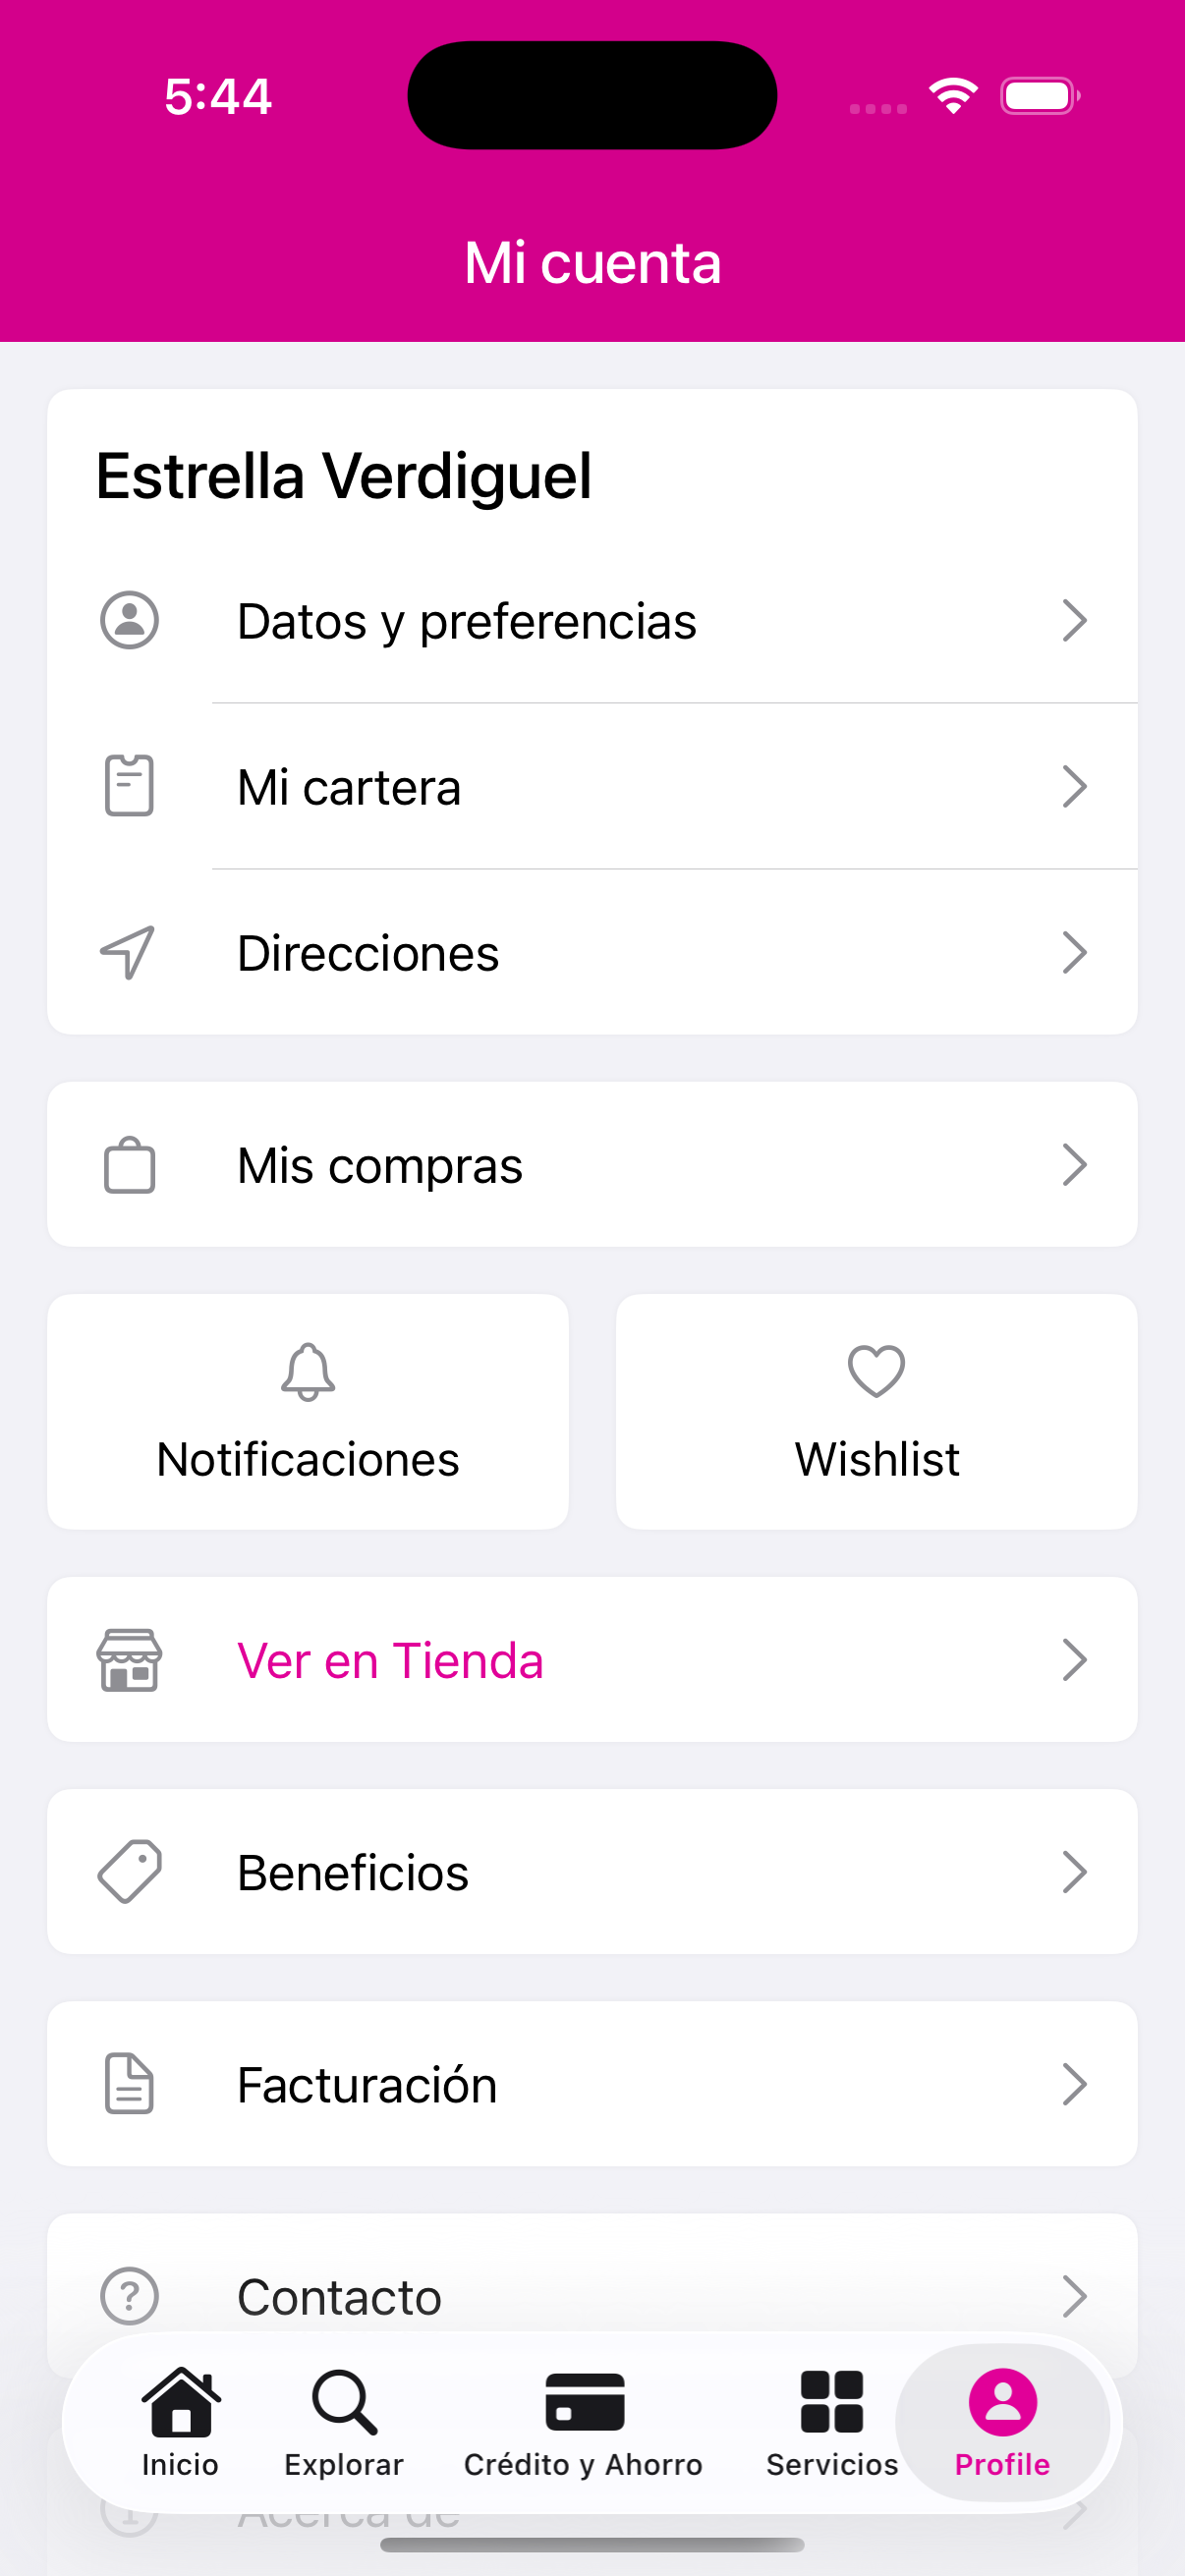 5:44
Mi cuenta
Estrella Verdiguel
Datos y preferencias
Mi cartera
Direcciones
Mis compras
Notificaciones
Wishlist
Ver en Tienda
Beneficios
Facturación
Contacto
Inicio
Explorar
Crédito y Ahorro
Servicios
Profile
Acerca de